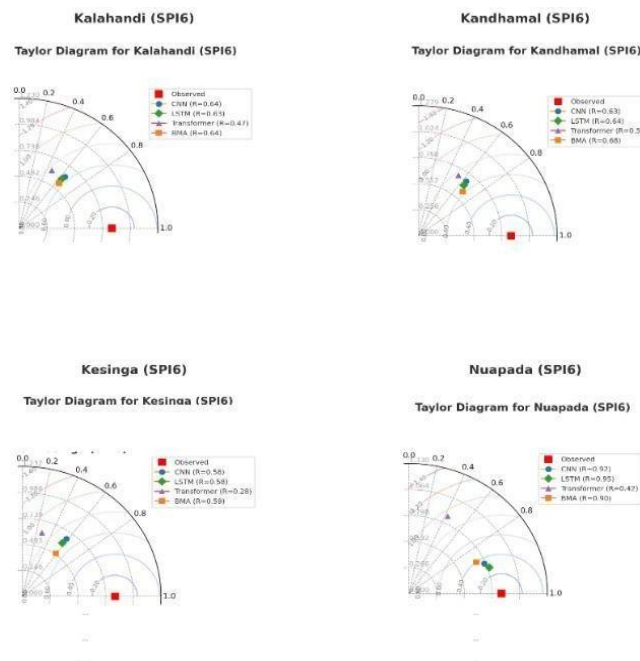 Kalahandi (SPI6)
Taylor Diagram for Kalahandi (SPI6)
0.0 0.2 0.4 0.6 0.8 1.0
Observed
CNN (R=0.64)
LSTM (R=0.63)
Transformer (R=0.47)
BMA (R=0.64)
Kandhamal (SPI6)
Taylor Diagram for Kandhamal (SPI6)
0.0 0.2 0.4 0.6 0.8 1.0
Observed
CNN (R=0.63)
LSTM (R=0.64)
Transformer (R=0.5
BMA (R=0.68)
Kesinga (SPI6)
Taylor Diagram for Kesinga (SPI6)
0.0 0.2 0.4 0.6 0.8 1.0
Observed
CNN (R=0.58)
LSTM (R=0.58)
Transformer (R=0.28)
BMA (R=0.59)
Nuapada (SPI6)
Taylor Diagram for Nuapada (SPI6)
0.0 0.2 0.4 0.6 0.8 1.0
Observed
CNN (R=0.92)
LSTM (R=0.95)
Transformer (R=0.42)
BMA (R=0.90)